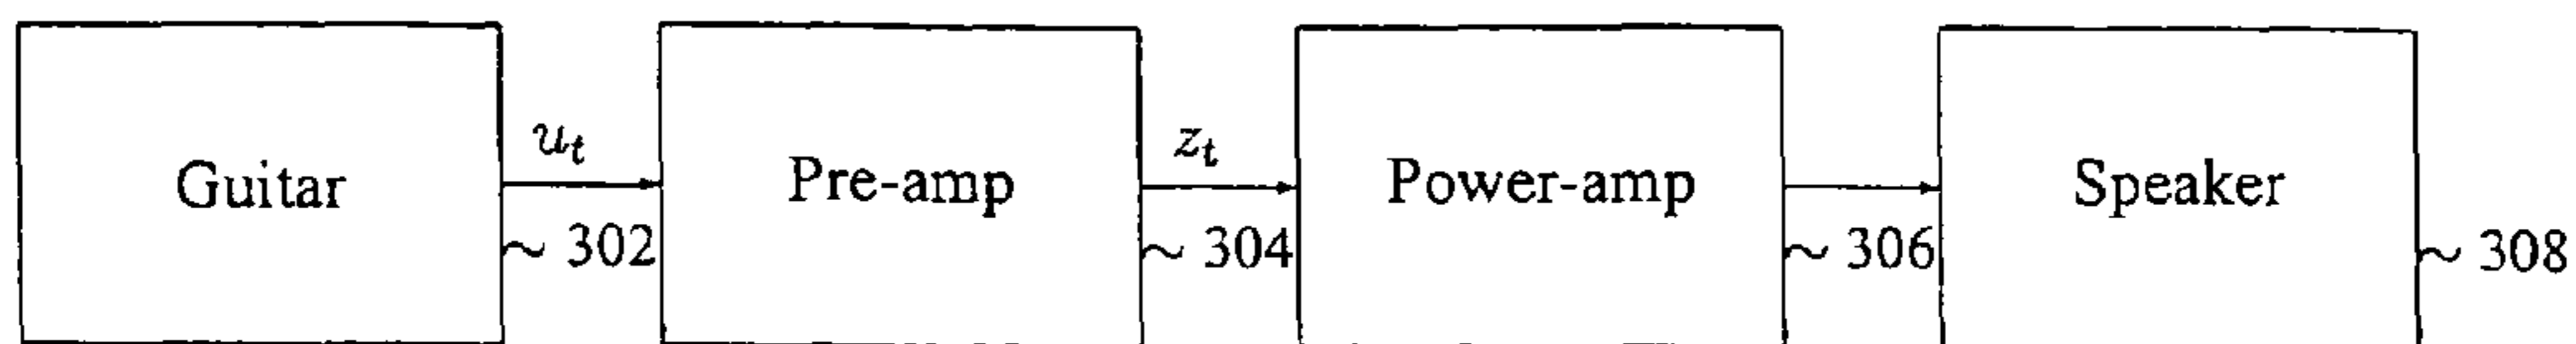 Guitar
u_t
~ 302
Pre-amp
z_t
~ 304
Power-amp
~ 306
Speaker
~ 308